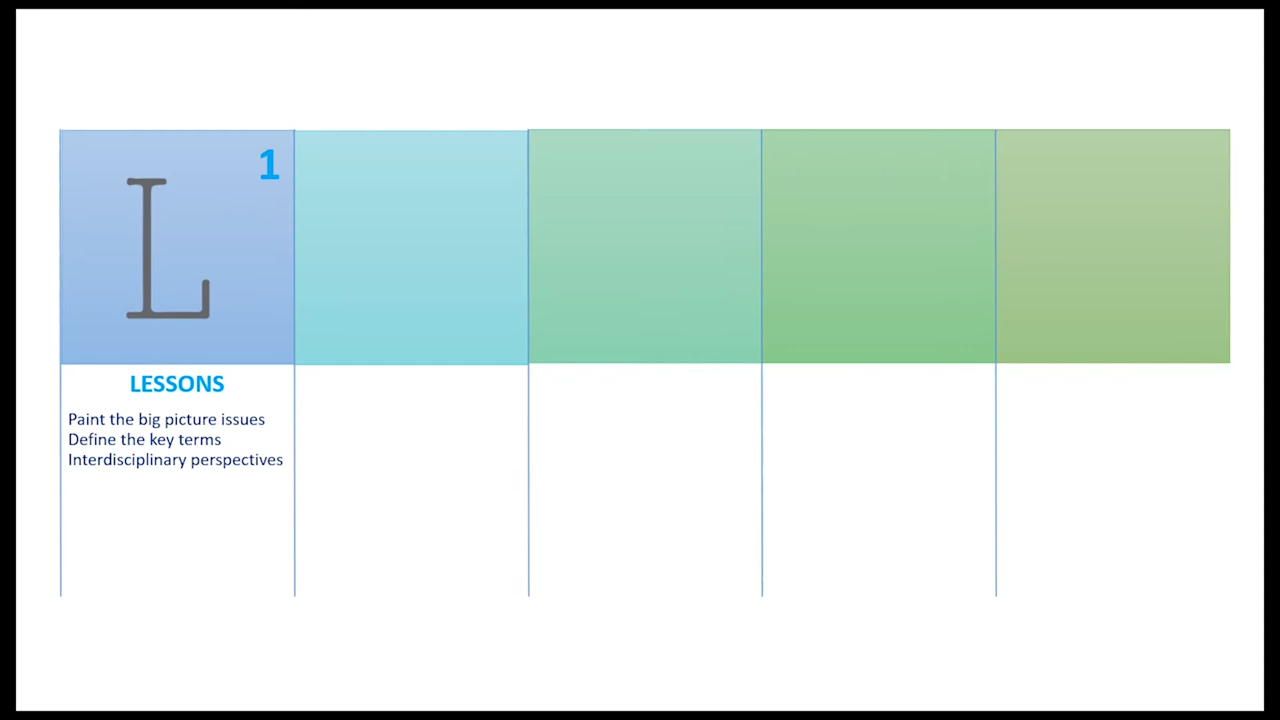 1
L
LESSONS
Paint the big picture issues
Define the key terms
Interdisciplinary perspectives